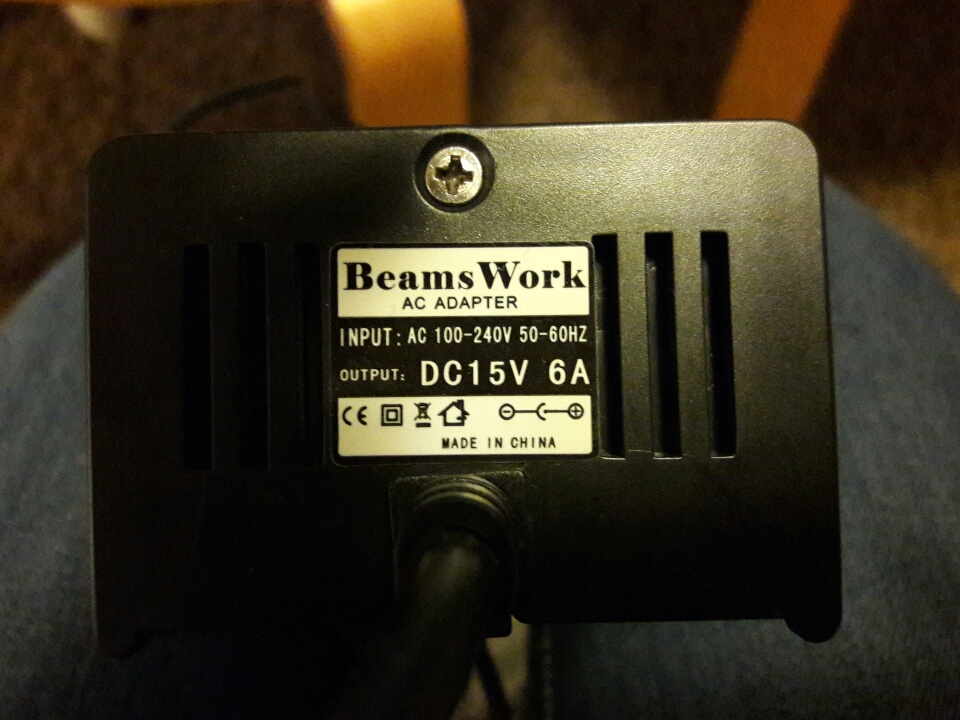 BeamsWork
AC ADAPTER
INPUT: AC 100-240V 50-60HZ
OUTPUT: DC15V 6A
CE
MADE IN CHINA